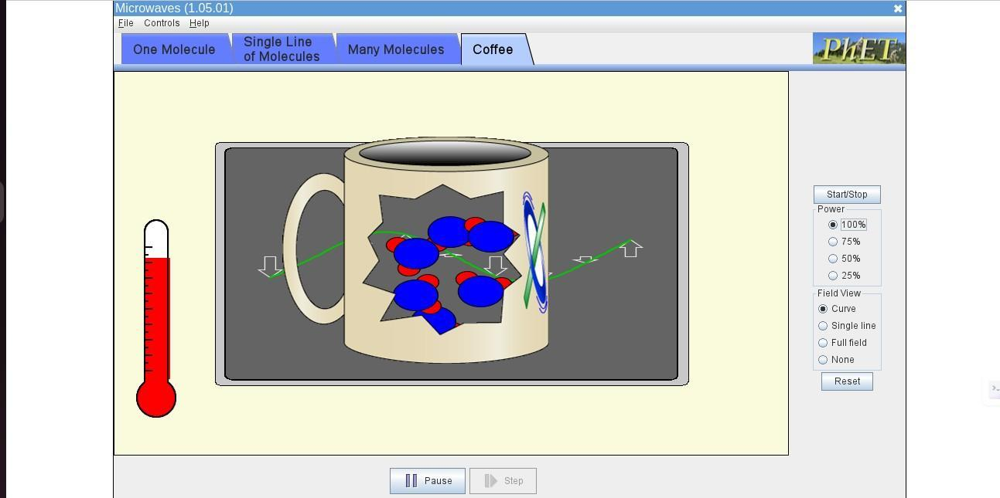 Microwaves (1.05.01)
File Controls Help
One Molecule
Single Line
of Molecules
Many Molecules
Coffee
PhET
Start/Stop
Power
100%
75%
50%
25%
Field View
Curve
Single line
Full field
None
Reset
Pause
Step